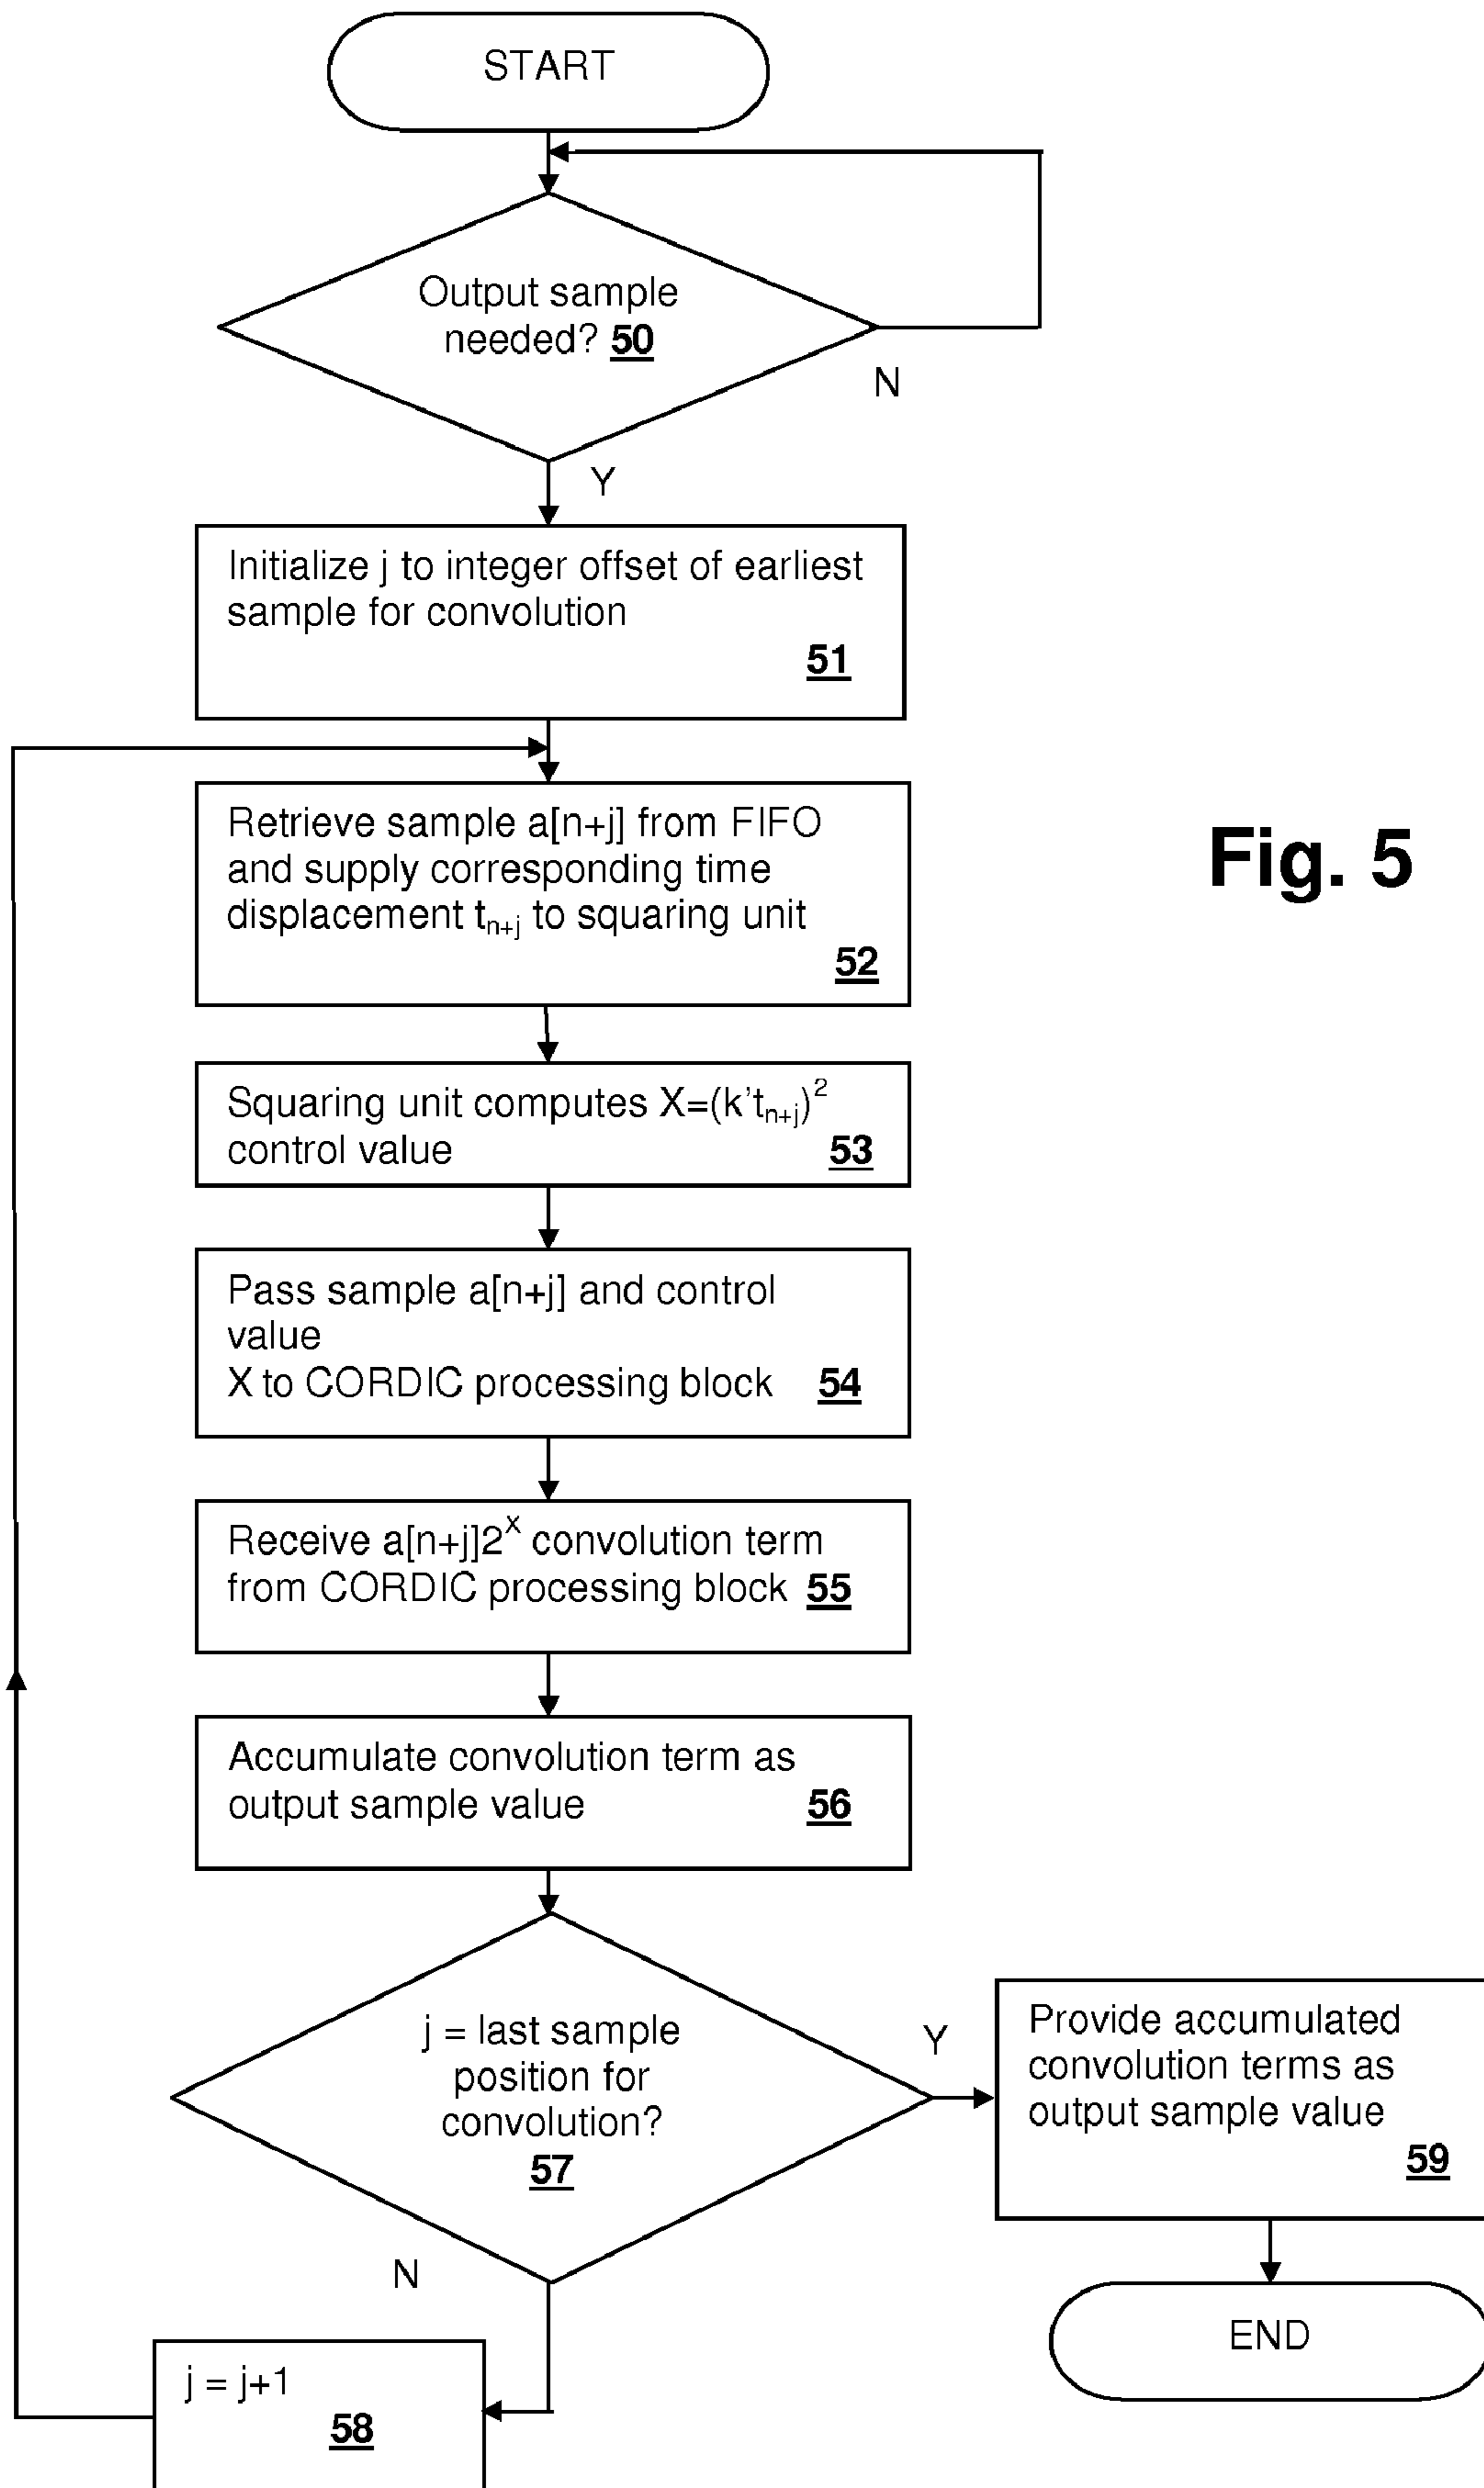 START
Output sample
needed? 50
N
Y
Initialize j to integer offset of earliest
sample for convolution
51
Retrieve sample a[n+j] from FIFO
and supply corresponding time
displacement tₙ₊ⱼ to squaring unit
52
Fig. 5
Squaring unit computes X=(k'tₙ₊ⱼ)²
control value 53
Pass sample a[n+j] and control
value
X to CORDIC processing block 54
Receive a[n+j]2ˣ convolution term
from CORDIC processing block 55
Accumulate convolution term as
output sample value 56
j = last sample
position for
convolution?
57
Y
N
Provide accumulated
convolution terms as
output sample value
59
END
j = j+1
58